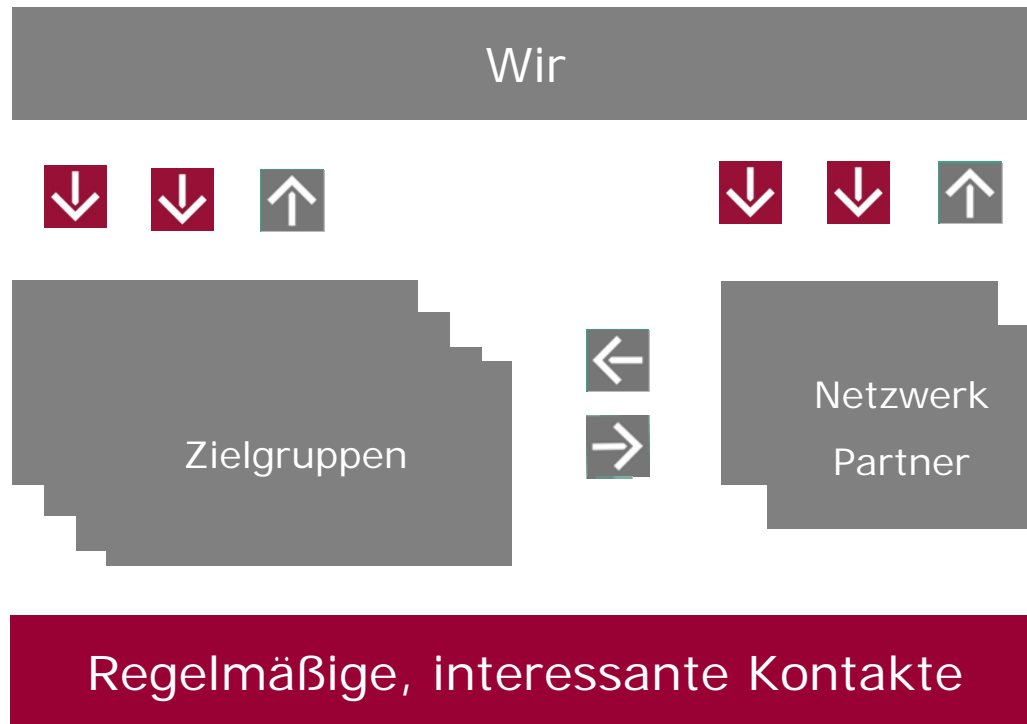 Wir
Zielgruppen
Netzwerk
Partner
Regelmäßige, interessante Kontakte